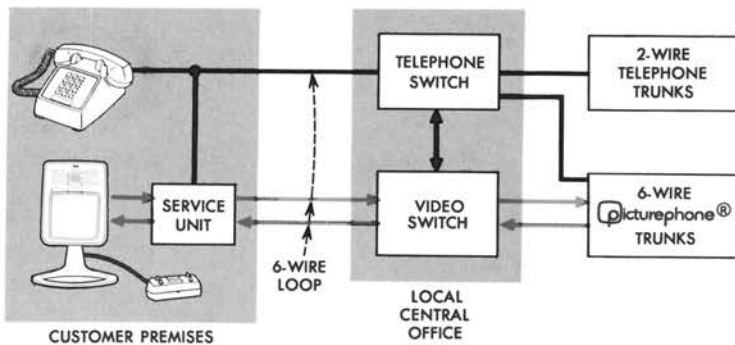 TELEPHONE
SWITCH
2-WIRE
TELEPHONE
TRUNKS
SERVICE
UNIT
VIDEO
SWITCH
6-WIRE
picturephone®
TRUNKS
6-WIRE
LOOP
LOCAL
CENTRAL
OFFICE
CUSTOMER PREMISES